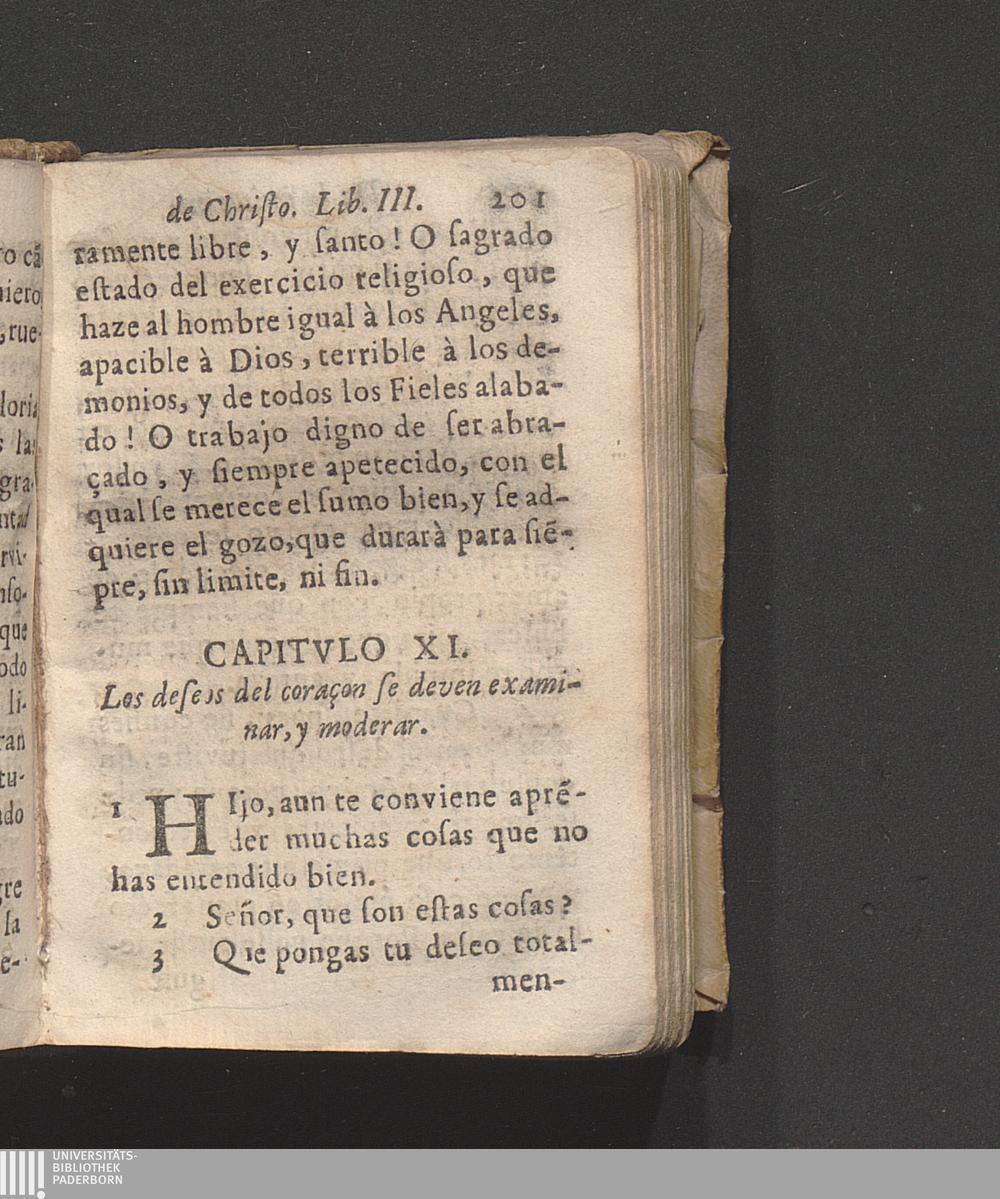 de Chriſto. Lib. III. 201
ramente libre, y ſanto! O ſagrado
eſtado del exercicio religioſo, que
haze al hombre igual à los Angeles,
apacible à Dios, terrible à los de-
monios, y de todos los Fieles alaba-
do! O trabajo digno de ſer abra-
çado, y ſiempre apetecido, con el
qual ſe merece el ſumo bien, y ſe ad-
quiere el gozo, que durarà para ſiẽ-
pre, ſin limite, ni fin.
CAPITVLO XI.
Los deſeos del coraçon ſe deven exami-
nar, y moderar.
1 HIjo, aun te conviene aprẽ-
der muchas coſas que no
has entendido bien.
2 Señor, que ſon eſtas coſas?
3 Que pongas tu deſeo total-
men-
UNIVERSITÄTS-
BIBLIOTHEK
PADERBORN